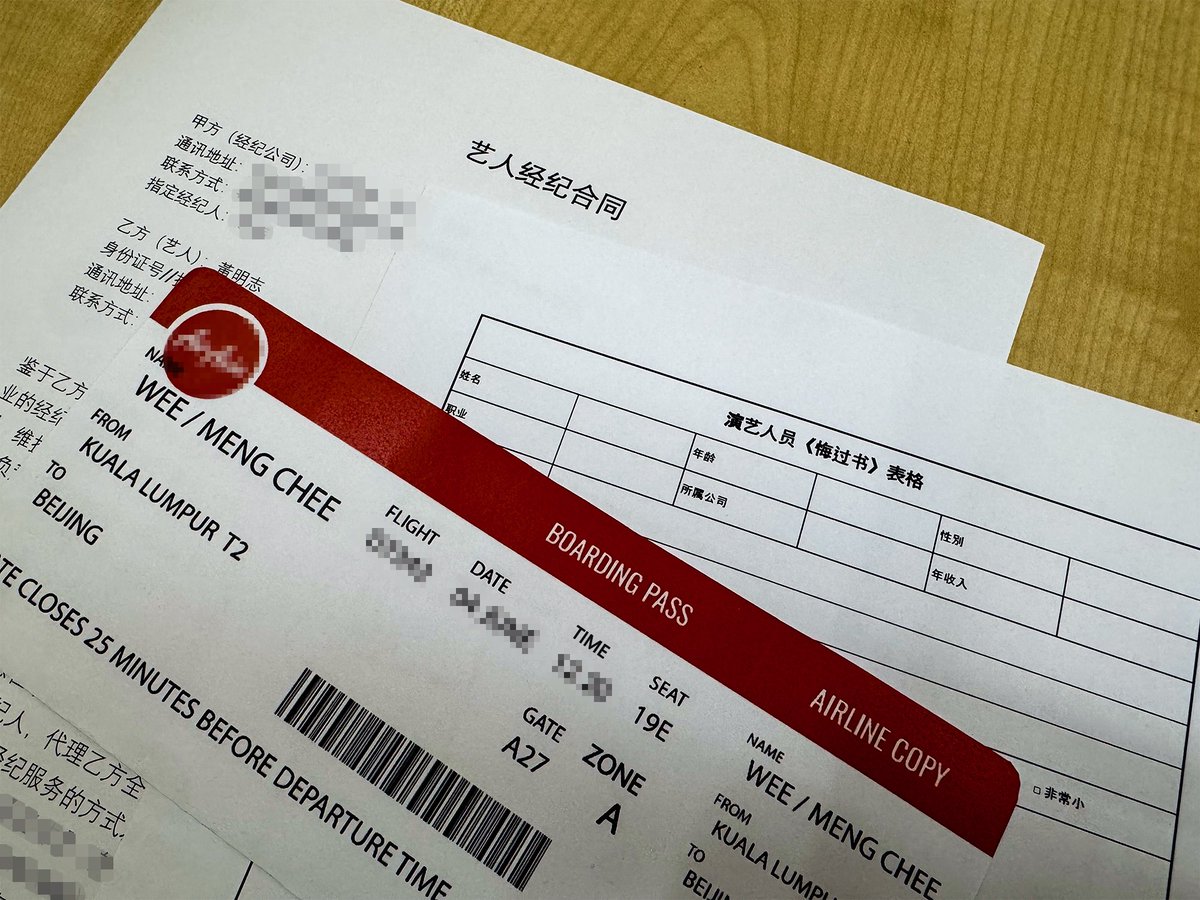 艺人经纪合同
甲方（经纪公司）:
通讯地址:
联系方式:
指定经纪人:
乙方（艺人）: 黃明志
身份证号//
通讯地址:
联系方式:
鉴于乙方
业的经纪
维护
负
演艺人员《悔过书》表格
姓名
年龄
性別
职业
所属公司
年收入
□ 非常小
BOARDING PASS
AIRLINE COPY
WEE / MENG CHEE
FROM
KUALA LUMPUR T2
TO
BEIJING
FLIGHT
DATE
TIME
SEAT
19E
GATE
A27
ZONE
A
CLOSES 25 MINUTES BEFORE DEPARTURE TIME
NAME
WEE / MENG CHEE
FROM
KUALA LUMPU
TO
BEIJIN
人, 代理乙方全
经纪服务的方式,